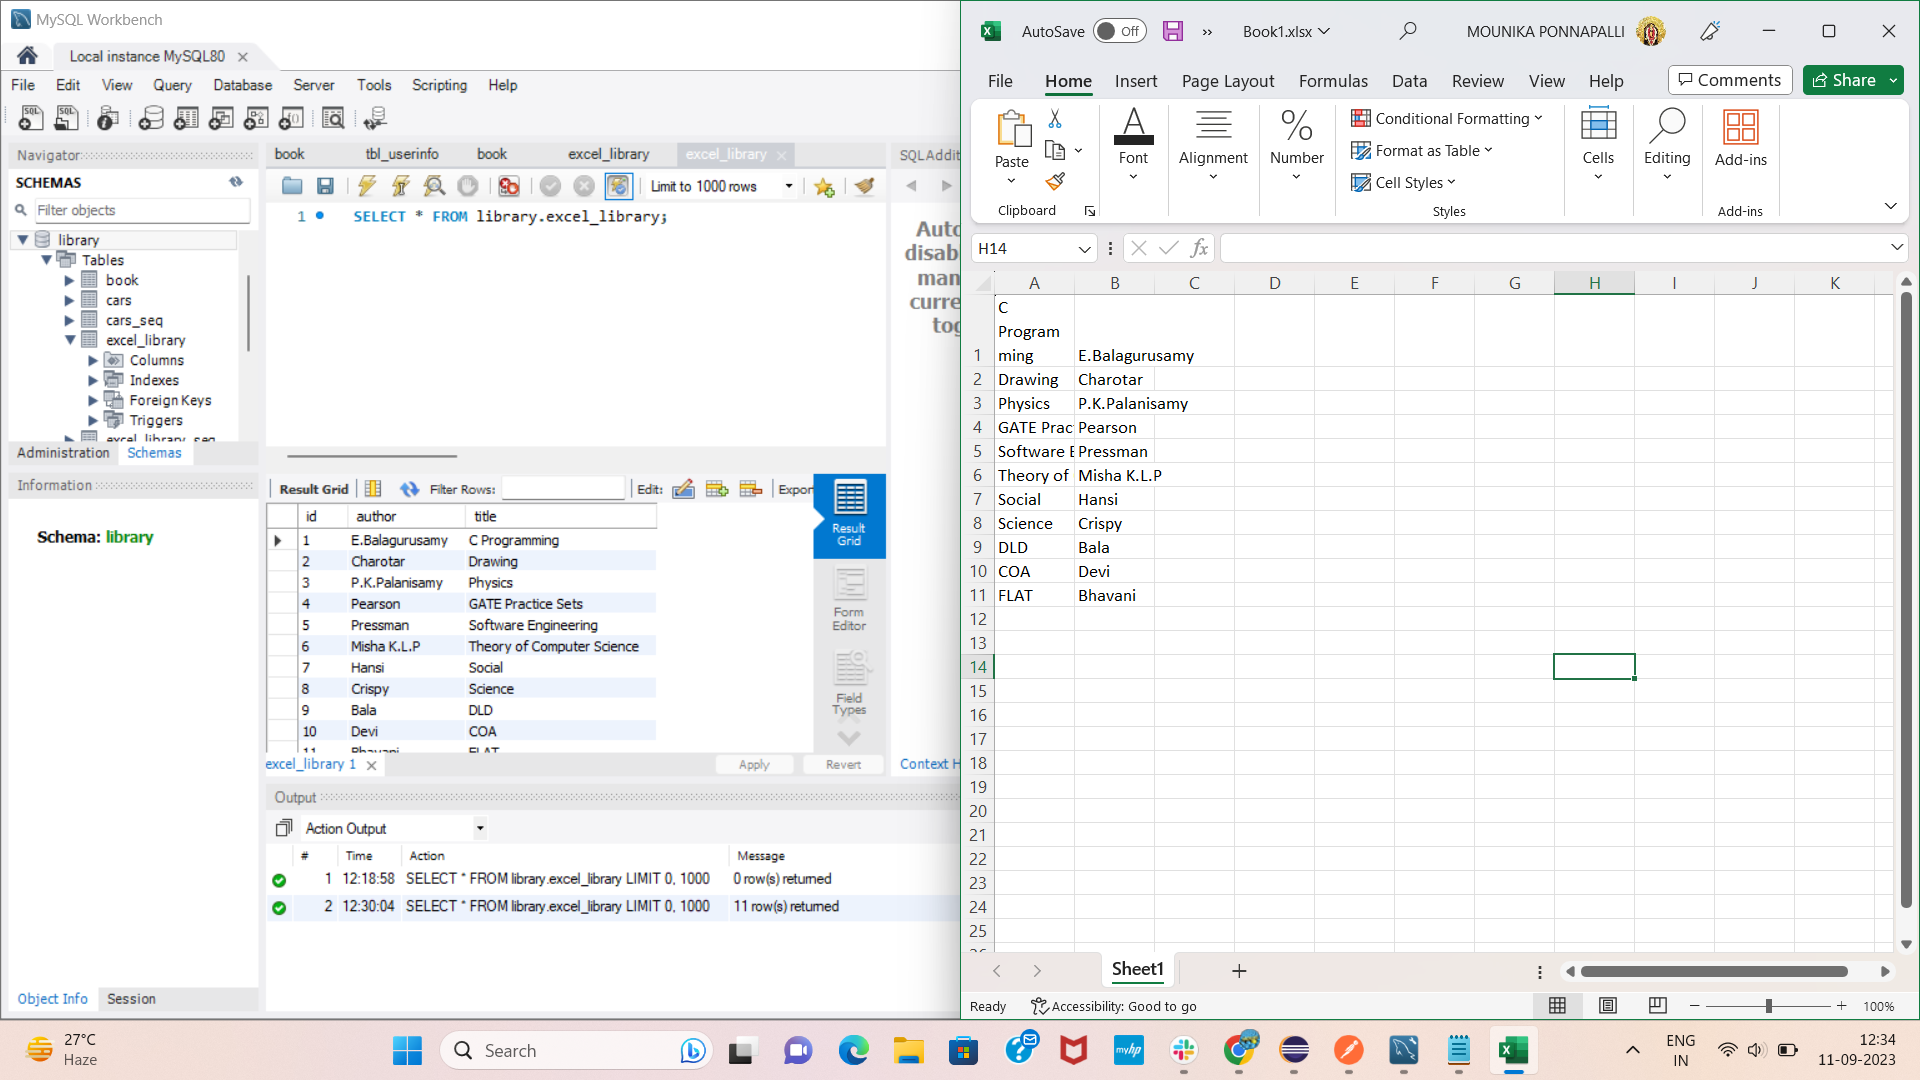 MySQL Workbench
Local instance MySQL80
File Edit View Query Database Server Tools Scripting Help
Navigator
SCHEMAS
Filter objects
library
Tables
book
cars
cars_seq
excel_library
Columns
Indexes
Foreign Keys
Triggers
excel_library_seq
Administration Schemas
Information
Schema: library
Object Info Session
book tbl_userinfo book excel_library excel_library
Limit to 1000 rows
1 SELECT * FROM library.excel_library;
SQLAddit
Auto
disab
man
curre
tog
Result Grid Filter Rows: Edit: Export
id author title
1 E.Balagurusamy C Programming
2 Charotar Drawing
3 P.K.Palanisamy Physics
4 Pearson GATE Practice Sets
5 Pressman Software Engineering
6 Misha K.L.P Theory of Computer Science
7 Hansi Social
8 Crispy Science
9 Bala DLD
10 Devi COA
11 Bhavani FLAT
Result Grid
Form Editor
Field Types
excel_library 1 Apply Revert Context H
Output
Action Output
# Time Action Message
1 12:18:58 SELECT * FROM library.excel_library LIMIT 0, 1000 0 row(s) returned
2 12:30:04 SELECT * FROM library.excel_library LIMIT 0, 1000 11 row(s) returned
AutoSave Off Book1.xlsx MOUNIKA PONNAPALLI
File Home Insert Page Layout Formulas Data Review View Help Comments Share
Paste Font Alignment Number Conditional Formatting Cells Editing Add-ins
Format as Table
Cell Styles
Clipboard Styles Add-ins
H14 fx
A B C D E F G H I J K
C
Program
1 ming E.Balagurusamy
2 Drawing Charotar
3 Physics P.K.Palanisamy
4 GATE Prac Pearson
5 Software E Pressman
6 Theory of Misha K.L.P
7 Social Hansi
8 Science Crispy
9 DLD Bala
10 COA Devi
11 FLAT Bhavani
12
13
14
15
16
17
18
19
20
21
22
23
24
25
26
Sheet1
Ready Accessibility: Good to go 100%
27°C
Haze
Search
myhp
ENG
IN
12:34
11-09-2023